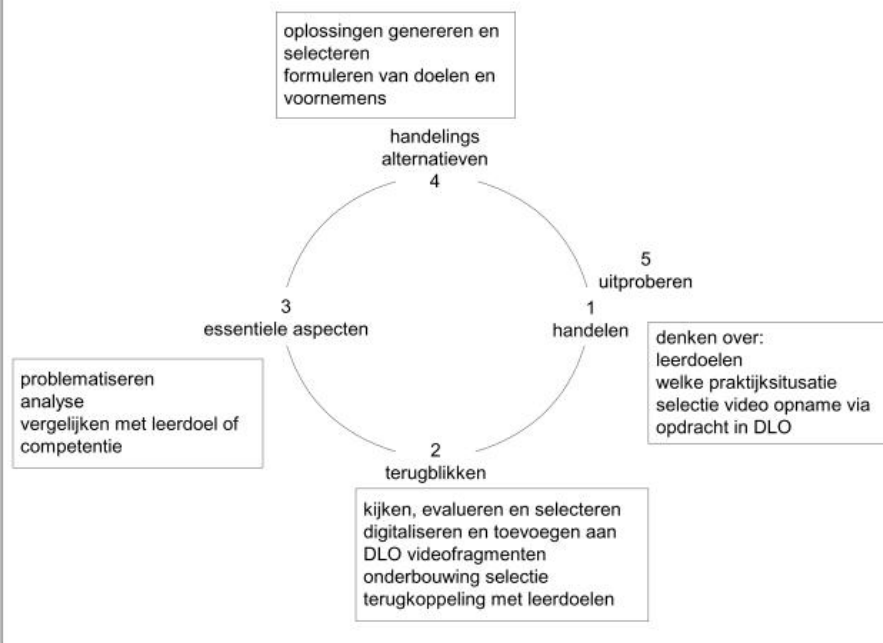 oplossingen genereren en
selecteren
formuleren van doelen en
voornemens
handelings
alternatieven
4
5
uitproberen
3
essentiele aspecten
1
handelen
denken over:
leerdoelen
welke praktijksitusatie
selectie video opname via
opdracht in DLO
problematiseren
analyse
vergelijken met leerdoel of
competentie
2
terugblikken
kijken, evalueren en selecteren
digitaliseren en toevoegen aan
DLO videofragmenten
onderbouwing selectie
terugkoppeling met leerdoelen